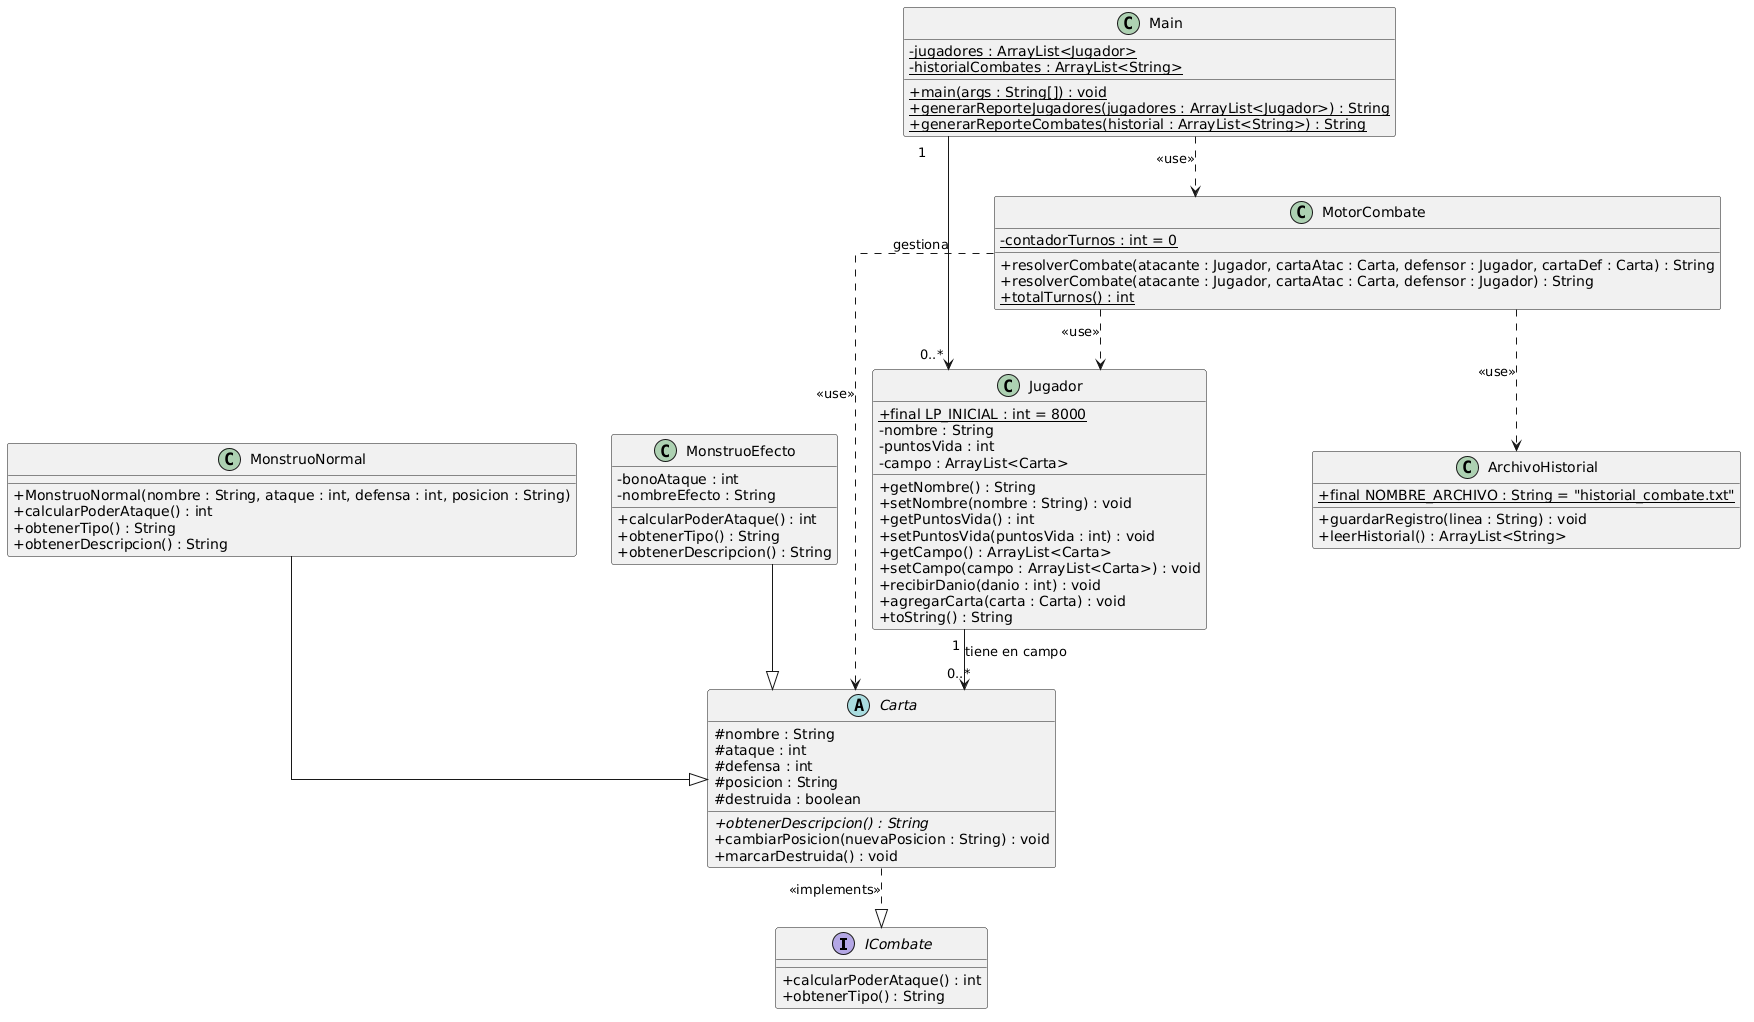 C Main
-jugadores : ArrayList<Jugador>
-historialCombates : ArrayList<String>
+main(args : String[]) : void
+generarReporteJugadores(jugadores : ArrayList<Jugador>) : String
+generarReporteCombates(historial : ArrayList<String>) : String
1
«use»
C MotorCombate
-contadorTurnos : int = 0
+resolverCombate(atacante : Jugador, cartaAtac : Carta, defensor : Jugador, cartaDef : Carta) : String
+resolverCombate(atacante : Jugador, cartaAtac : Carta, defensor : Jugador) : String
+totalTurnos() : int
gestiona
«use»
0..*
«use»
«use»
C Jugador
+final LP_INICIAL : int = 8000
-nombre : String
-puntosVida : int
-campo : ArrayList<Carta>
+getNombre() : String
+setNombre(nombre : String) : void
+getPuntosVida() : int
+setPuntosVida(puntosVida : int) : void
+getCampo() : ArrayList<Carta>
+setCampo(campo : ArrayList<Carta>) : void
+recibirDanio(danio : int) : void
+agregarCarta(carta : Carta) : void
+toString() : String
C MonstruoNormal
+MonstruoNormal(nombre : String, ataque : int, defensa : int, posicion : String)
+calcularPoderAtaque() : int
+obtenerTipo() : String
+obtenerDescripcion() : String
C MonstruoEfecto
-bonoAtaque : int
-nombreEfecto : String
+calcularPoderAtaque() : int
+obtenerTipo() : String
+obtenerDescripcion() : String
C ArchivoHistorial
+final NOMBRE_ARCHIVO : String = "historial_combate.txt"
+guardarRegistro(linea : String) : void
+leerHistorial() : ArrayList<String>
1
tiene en campo
0..*
A Carta
#nombre : String
#ataque : int
#defensa : int
#posicion : String
#destruida : boolean
+obtenerDescripcion() : String
+cambiarPosicion(nuevaPosicion : String) : void
+marcarDestruida() : void
«implements»
I ICombate
+calcularPoderAtaque() : int
+obtenerTipo() : String